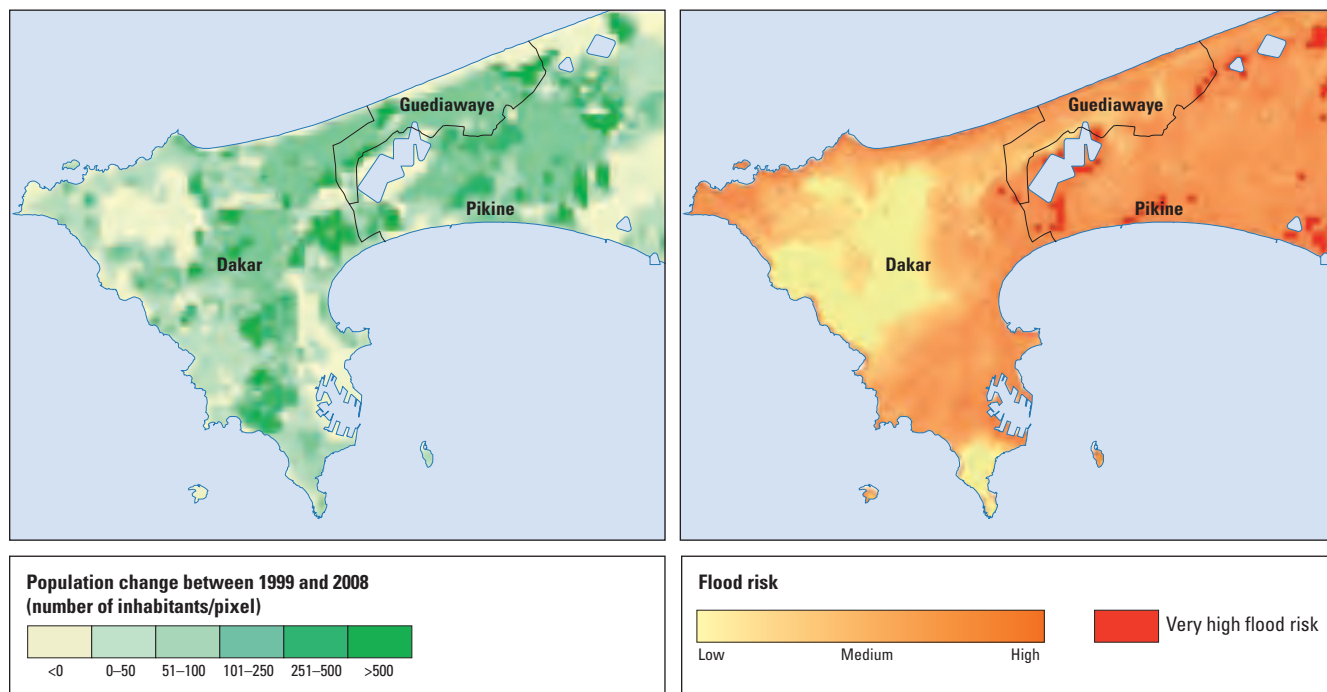 Guediawaye
Pikine
Dakar
Guediawaye
Pikine
Dakar
Population change between 1999 and 2008
(number of inhabitants/pixel)
<0 0–50 51–100 101–250 251–500 >500
Flood risk
Low Medium High
Very high flood risk